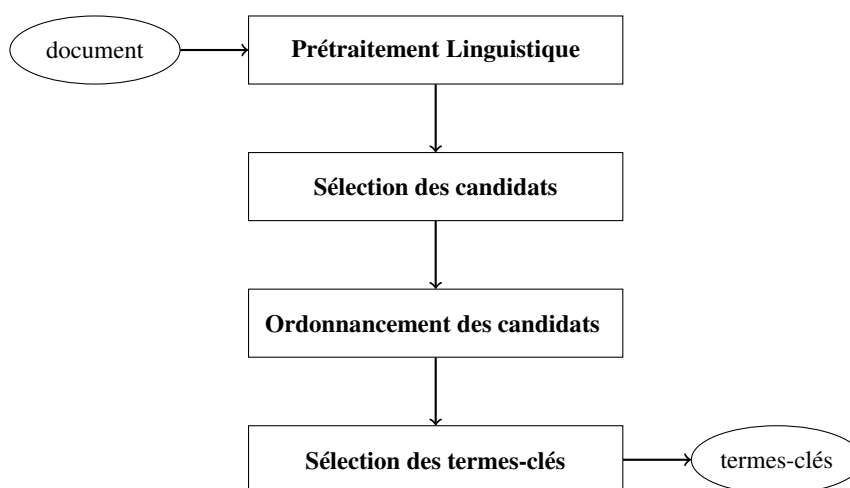 document
Prétraitement Linguistique
Sélection des candidats
Ordonnancement des candidats
Sélection des termes-clés
termes-clés